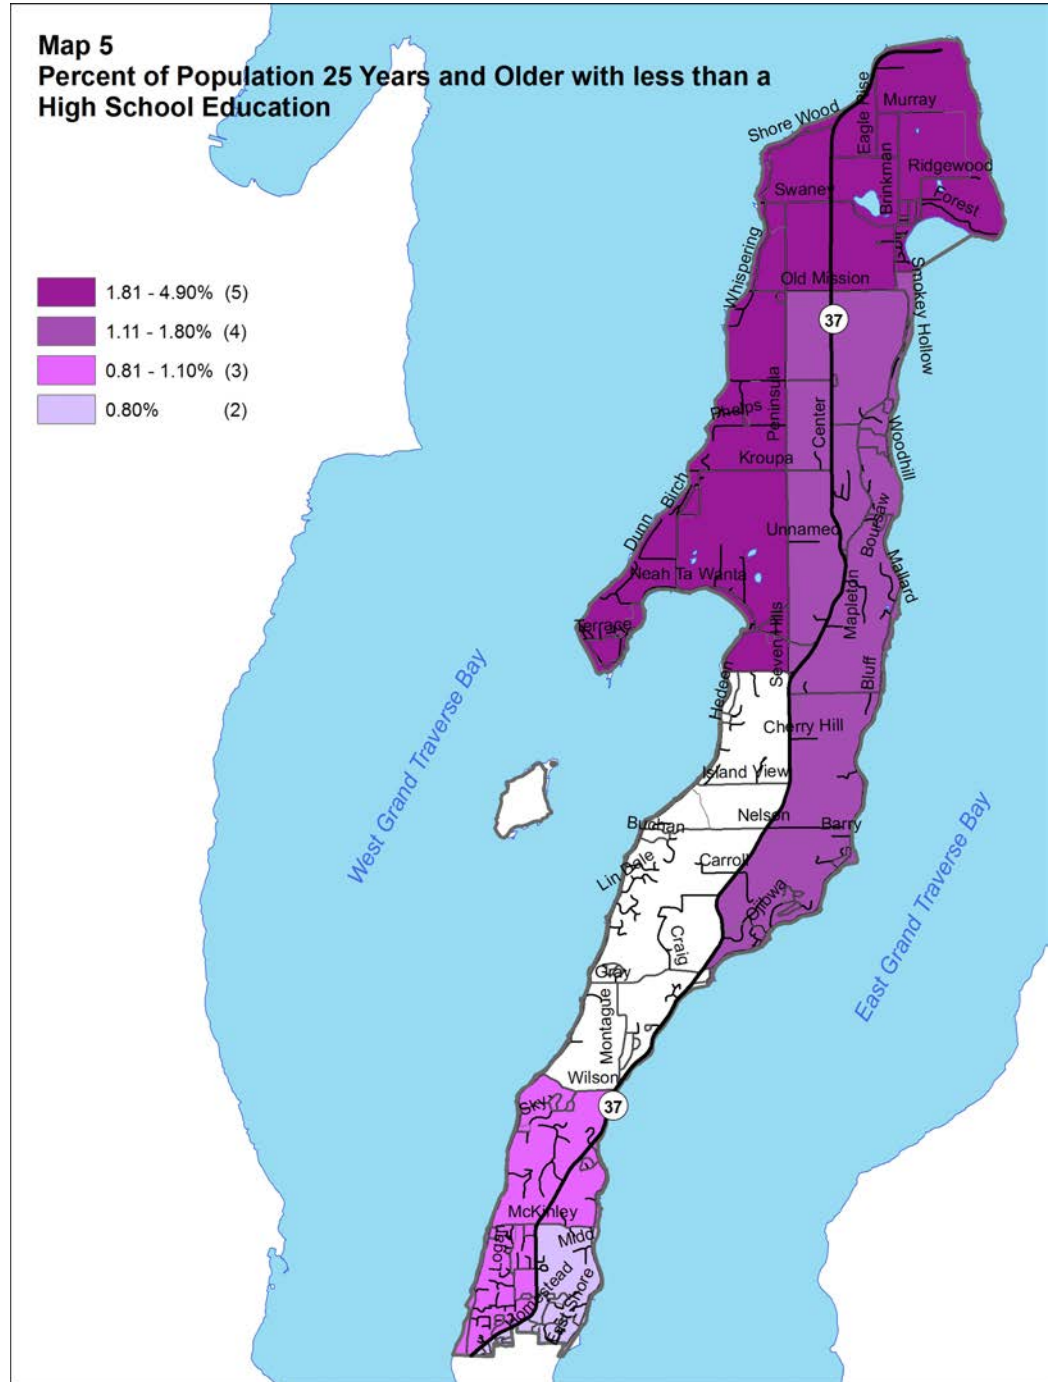 Map 5
Percent of Population 25 Years and Older with less than a
High School Education
1.81 - 4.90% (5)
1.11 - 1.80% (4)
0.81 - 1.10% (3)
0.80% (2)
Shore Wood
Eagle Rise
Murray
Ridgewood
Brinkman
Swaney
Forest
Whispering
Old Mission
Smokey Hollow
37
Peninsula
Phelps
Center
Woodhill
Kroupa
Birch
Dunn
Unnamed
Boursaw
Mallard
Neah Ta Wanta
Mapleton
Terrace
Seven Hills
Bluff
Hedeen
Cherry Hill
Island View
West Grand Traverse Bay
East Grand Traverse Bay
Nelson
Buchan
Barry
Lin Dale
Carroll
Ojibwa
Craig
Gray
Montague
Wilson
37
Sky
McKinley
Logan
Midd
Homestead
East Shore